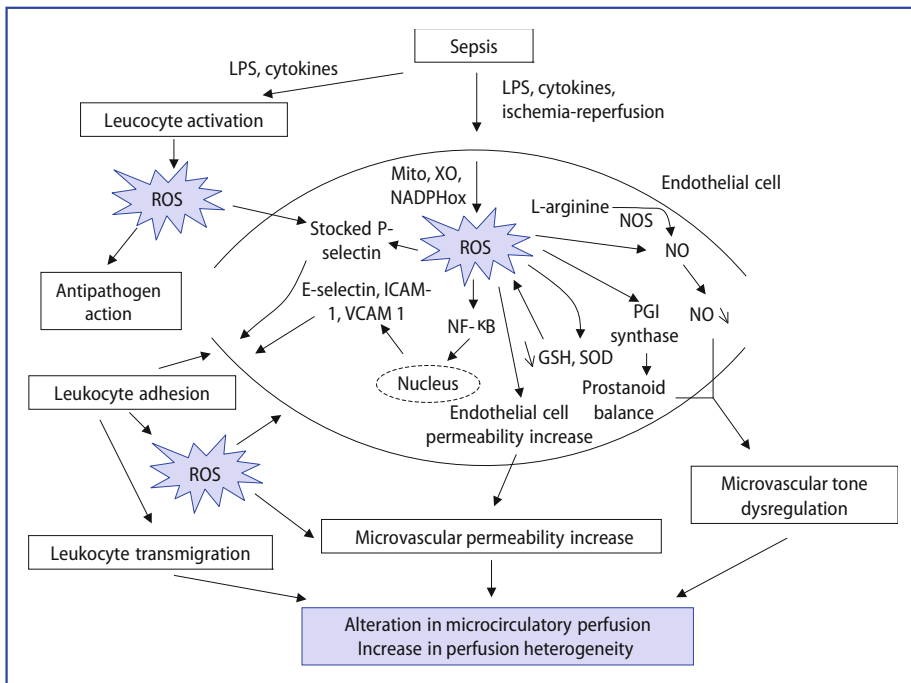 Sepsis
LPS, cytokines
LPS, cytokines,
ischemia-reperfusion
Leucocyte activation
ROS
Antipathogen
action
Mito, XO,
NADPHox
Endothelial cell
L-arginine
NOS
NO
NO
Stocked P-
selectin
ROS
E-selectin, ICAM-
1, VCAM 1
NF-κB
GSH, SOD
PGI
synthase
Nucleus
Prostanoid
balance
Endothelial cell
permeability increase
Leukocyte adhesion
ROS
Microvascular tone
dysregulation
Leukocyte transmigration
Microvascular permeability increase
Alteration in microcirculatory perfusion
Increase in perfusion heterogeneity